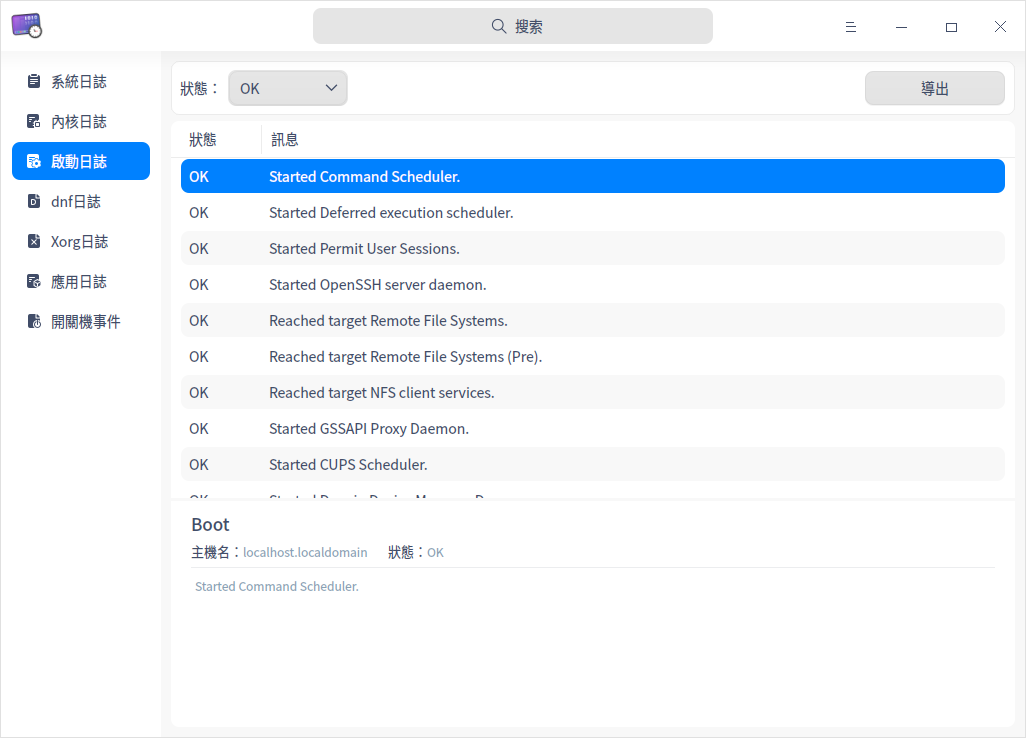 搜索
系統日誌
內核日誌
啟動日誌
dnf日誌
Xorg日誌
應用日誌
開關機事件
狀態： OK 導出
狀態 訊息
OK Started Command Scheduler.
OK Started Deferred execution scheduler.
OK Started Permit User Sessions.
OK Started OpenSSH server daemon.
OK Reached target Remote File Systems.
OK Reached target Remote File Systems (Pre).
OK Reached target NFS client services.
OK Started GSSAPI Proxy Daemon.
OK Started CUPS Scheduler.
Boot
主機名：localhost.localdomain 狀態：OK
Started Command Scheduler.